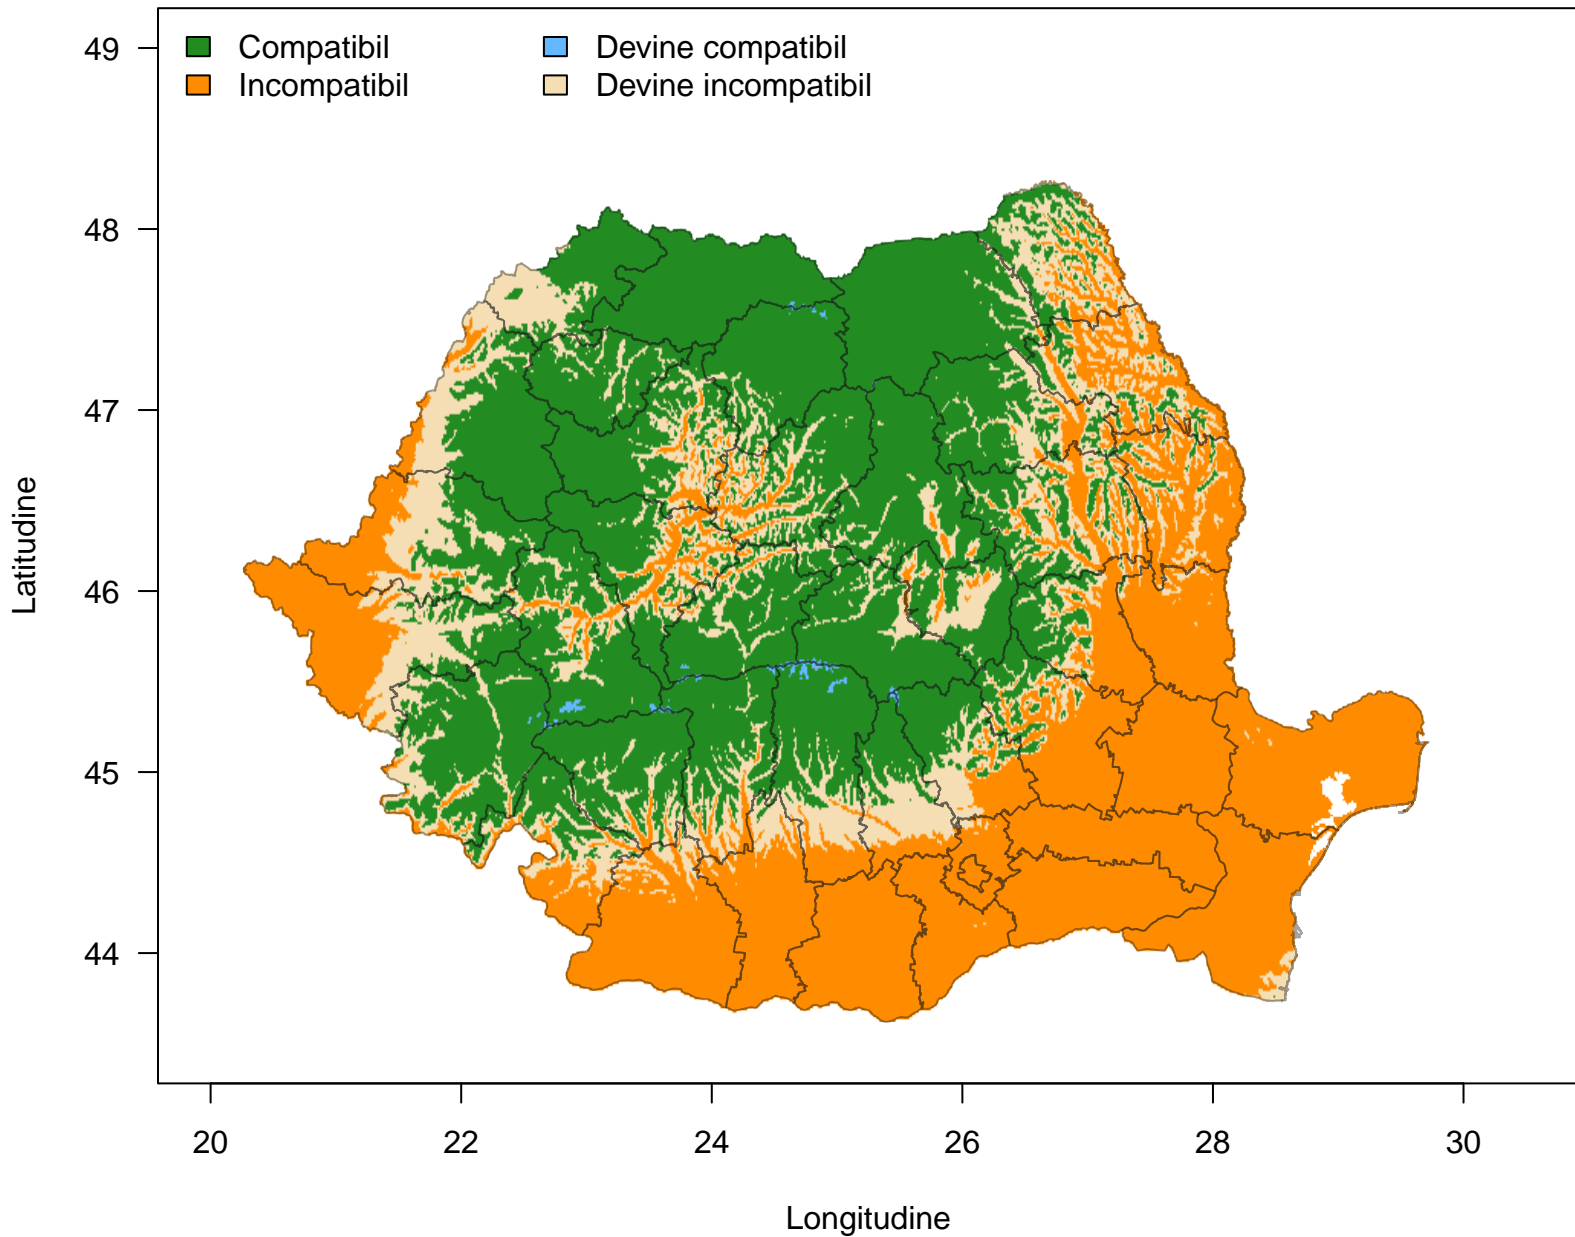 Compatibil
Incompatibil
Devine compatibil
Devine incompatibil
49
48
47
46
45
44
Latitudine
20 22 24 26 28 30
Longitudine